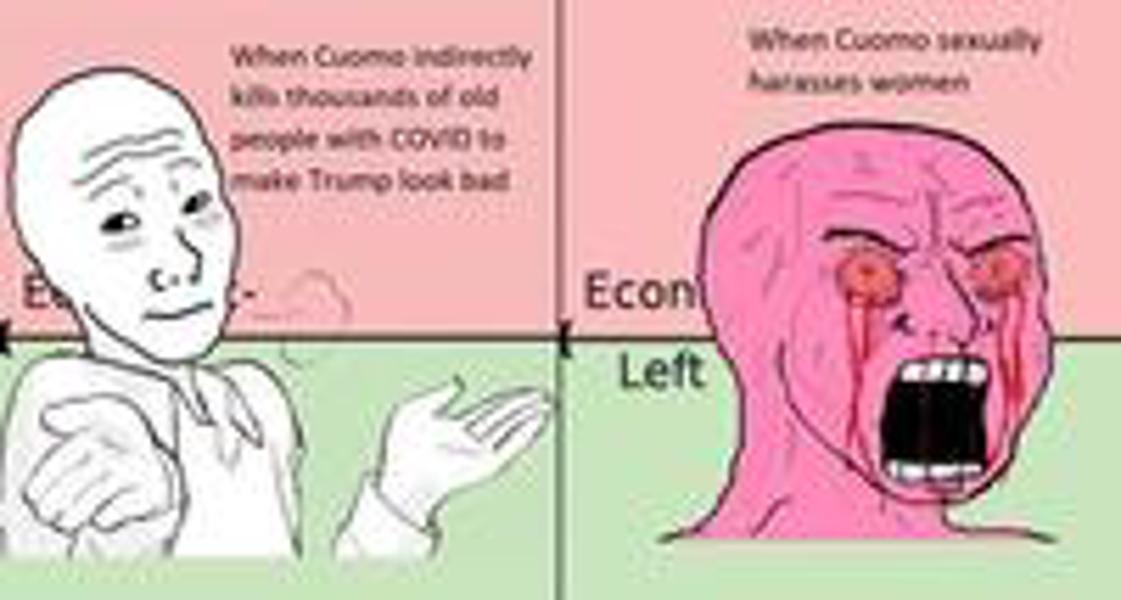 When Cuomo indirectly
kills thousands of old
people with COVID to
make Trump look bad
When Cuomo sexually
harasses women
Econ
Left